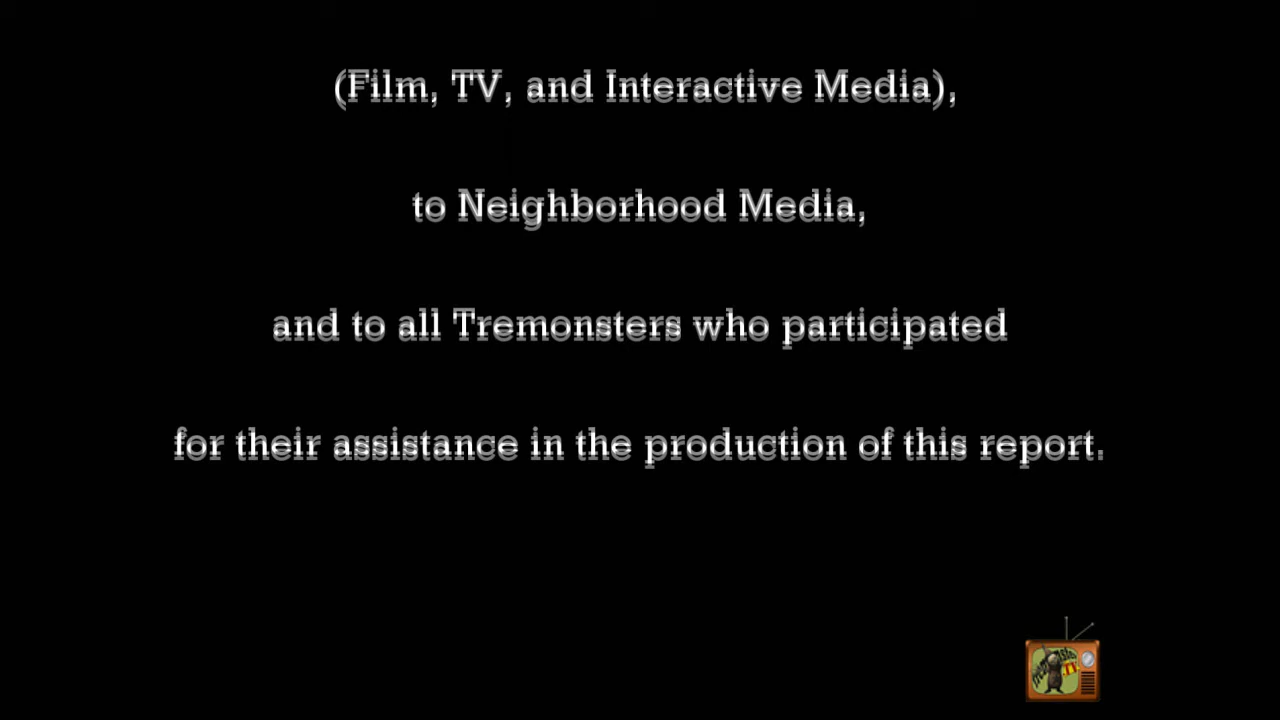 (Film, TV, and Interactive Media),
to Neighborhood Media,
and to all Tremonsters who participated
for their assistance in the production of this report.